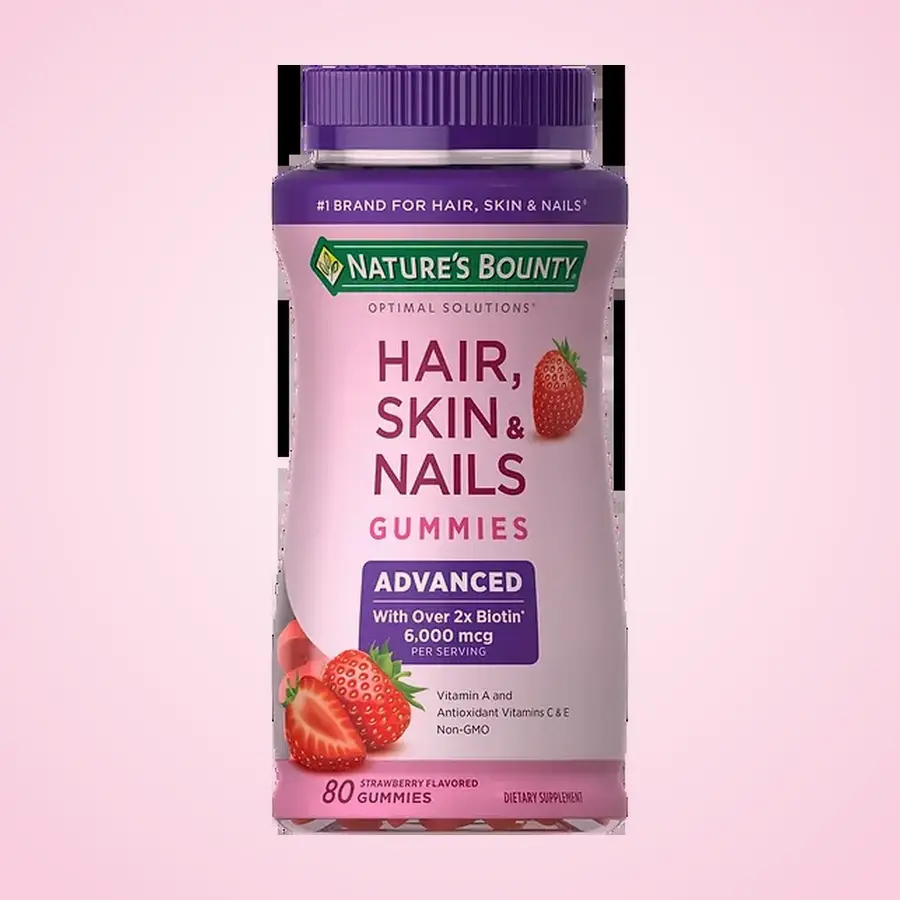 #1 BRAND FOR HAIR, SKIN & NAILS®
NATURE'S BOUNTY®
OPTIMAL SOLUTIONS®
HAIR,
SKIN &
NAILS
GUMMIES
ADVANCED
With Over 2x Biotin*
6,000 mcg
PER SERVING
Vitamin A and
Antioxidant Vitamins C & E
Non-GMO
80 STRAWBERRY FLAVORED
GUMMIES
DIETARY SUPPLEMENT